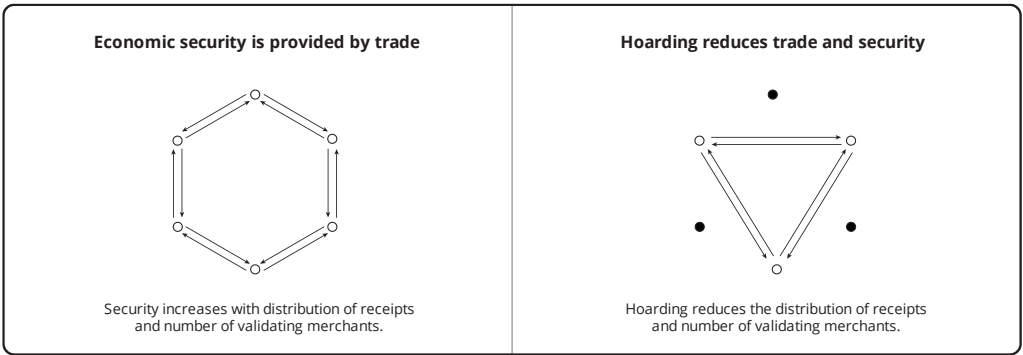 Economic security is provided by trade
Security increases with distribution of receipts
and number of validating merchants.
Hoarding reduces trade and security
Hoarding reduces the distribution of receipts
and number of validating merchants.